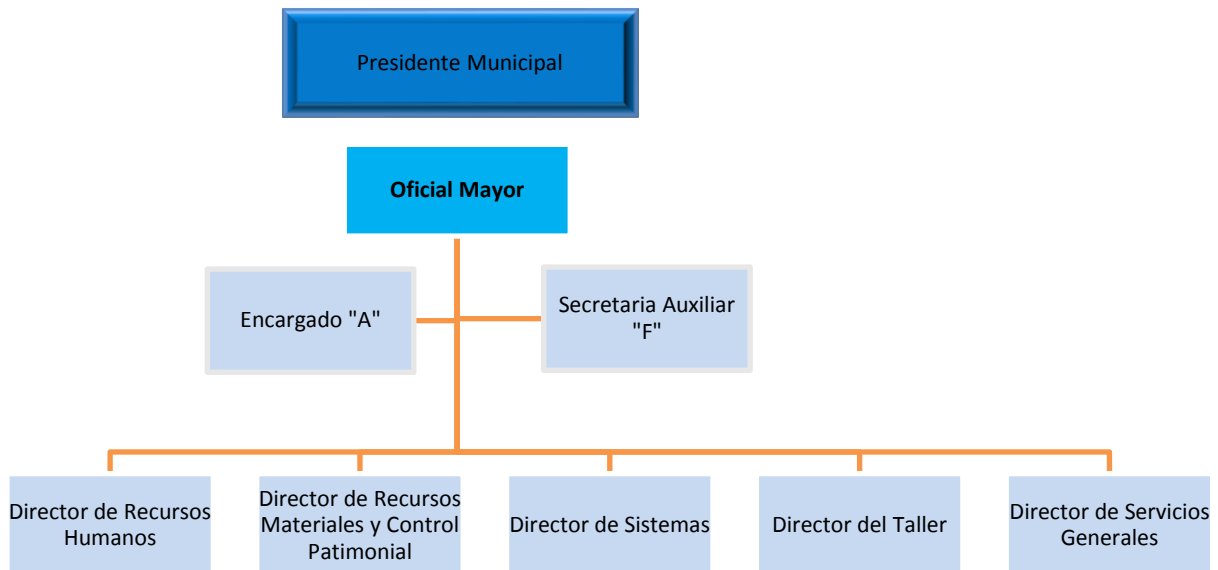 Presidente Municipal
Oficial Mayor
Encargado "A"
Secretaria Auxiliar
"F"
Director de Recursos
Humanos
Director de Recursos
Materiales y Control
Patrimonial
Director de Sistemas
Director del Taller
Director de Servicios
Generales